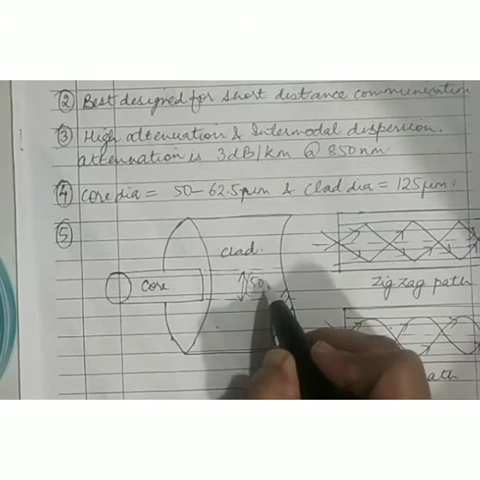 ② Best designed for short distance communication
③ High attenuation & Intermodal dispersion.
attenuation is 3dB/km @ 850nm
④ Core dia = 50-62.5μm & Clad dia = 125μm.
⑤
Clad.
Core
50
Zig zag path
ath